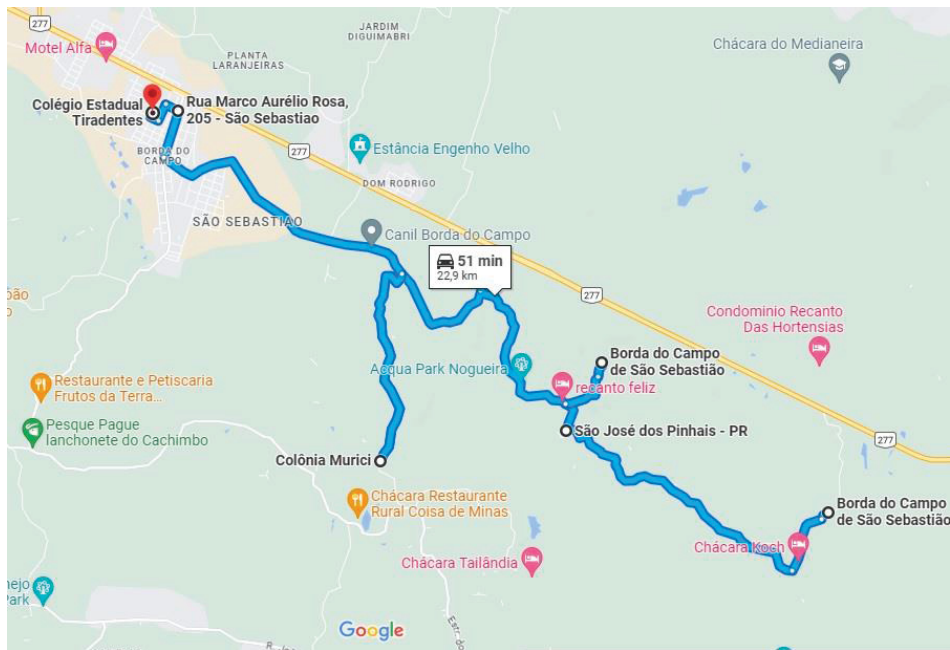 277
JARDIM
DIGUIMABRI
277
Motel Alfa
Chácara do Medianeira
PLANTA
LARANJEIRAS
Colégio Estadual
Tiradentes
Rua Marco Aurélio Rosa,
205 - São Sebastiao
BORDA DO
CAMPO
277
Estância Engenho Velho
DOM RODRIGO
SÃO SEBASTIÃO
Canil Borda do Campo
51 min
22,9 km
277
Condominio Recanto
Das Hortensias
Acqua Park Nogueira
Borda do Campo
de São Sebastião
recanto feliz
Restaurante e Petiscaria
Frutos da Terra...
Pesque Pague
lanchonete do Cachimbo
São José dos Pinhais - PR
277
Colônia Murici
Chácara Restaurante
Rural Coisa de Minas
Borda do Campo
de São Sebastião
Chácara Koch
Chácara Tailândia
Park
Google
Estr. do